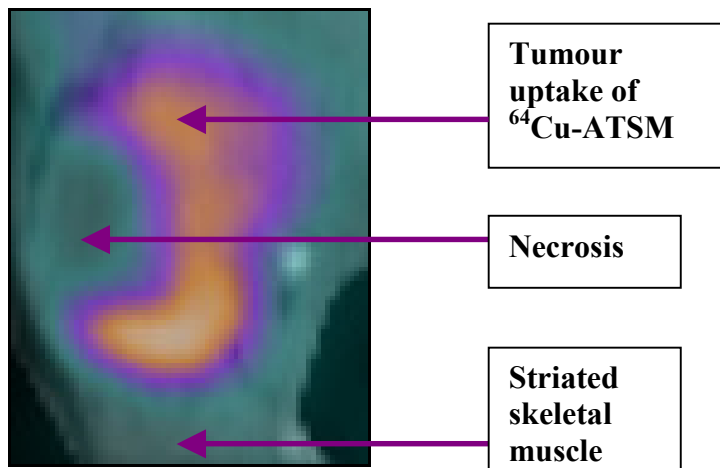 Tumour
uptake of
⁶⁴Cu-ATSM
Necrosis
Striated
skeletal
muscle